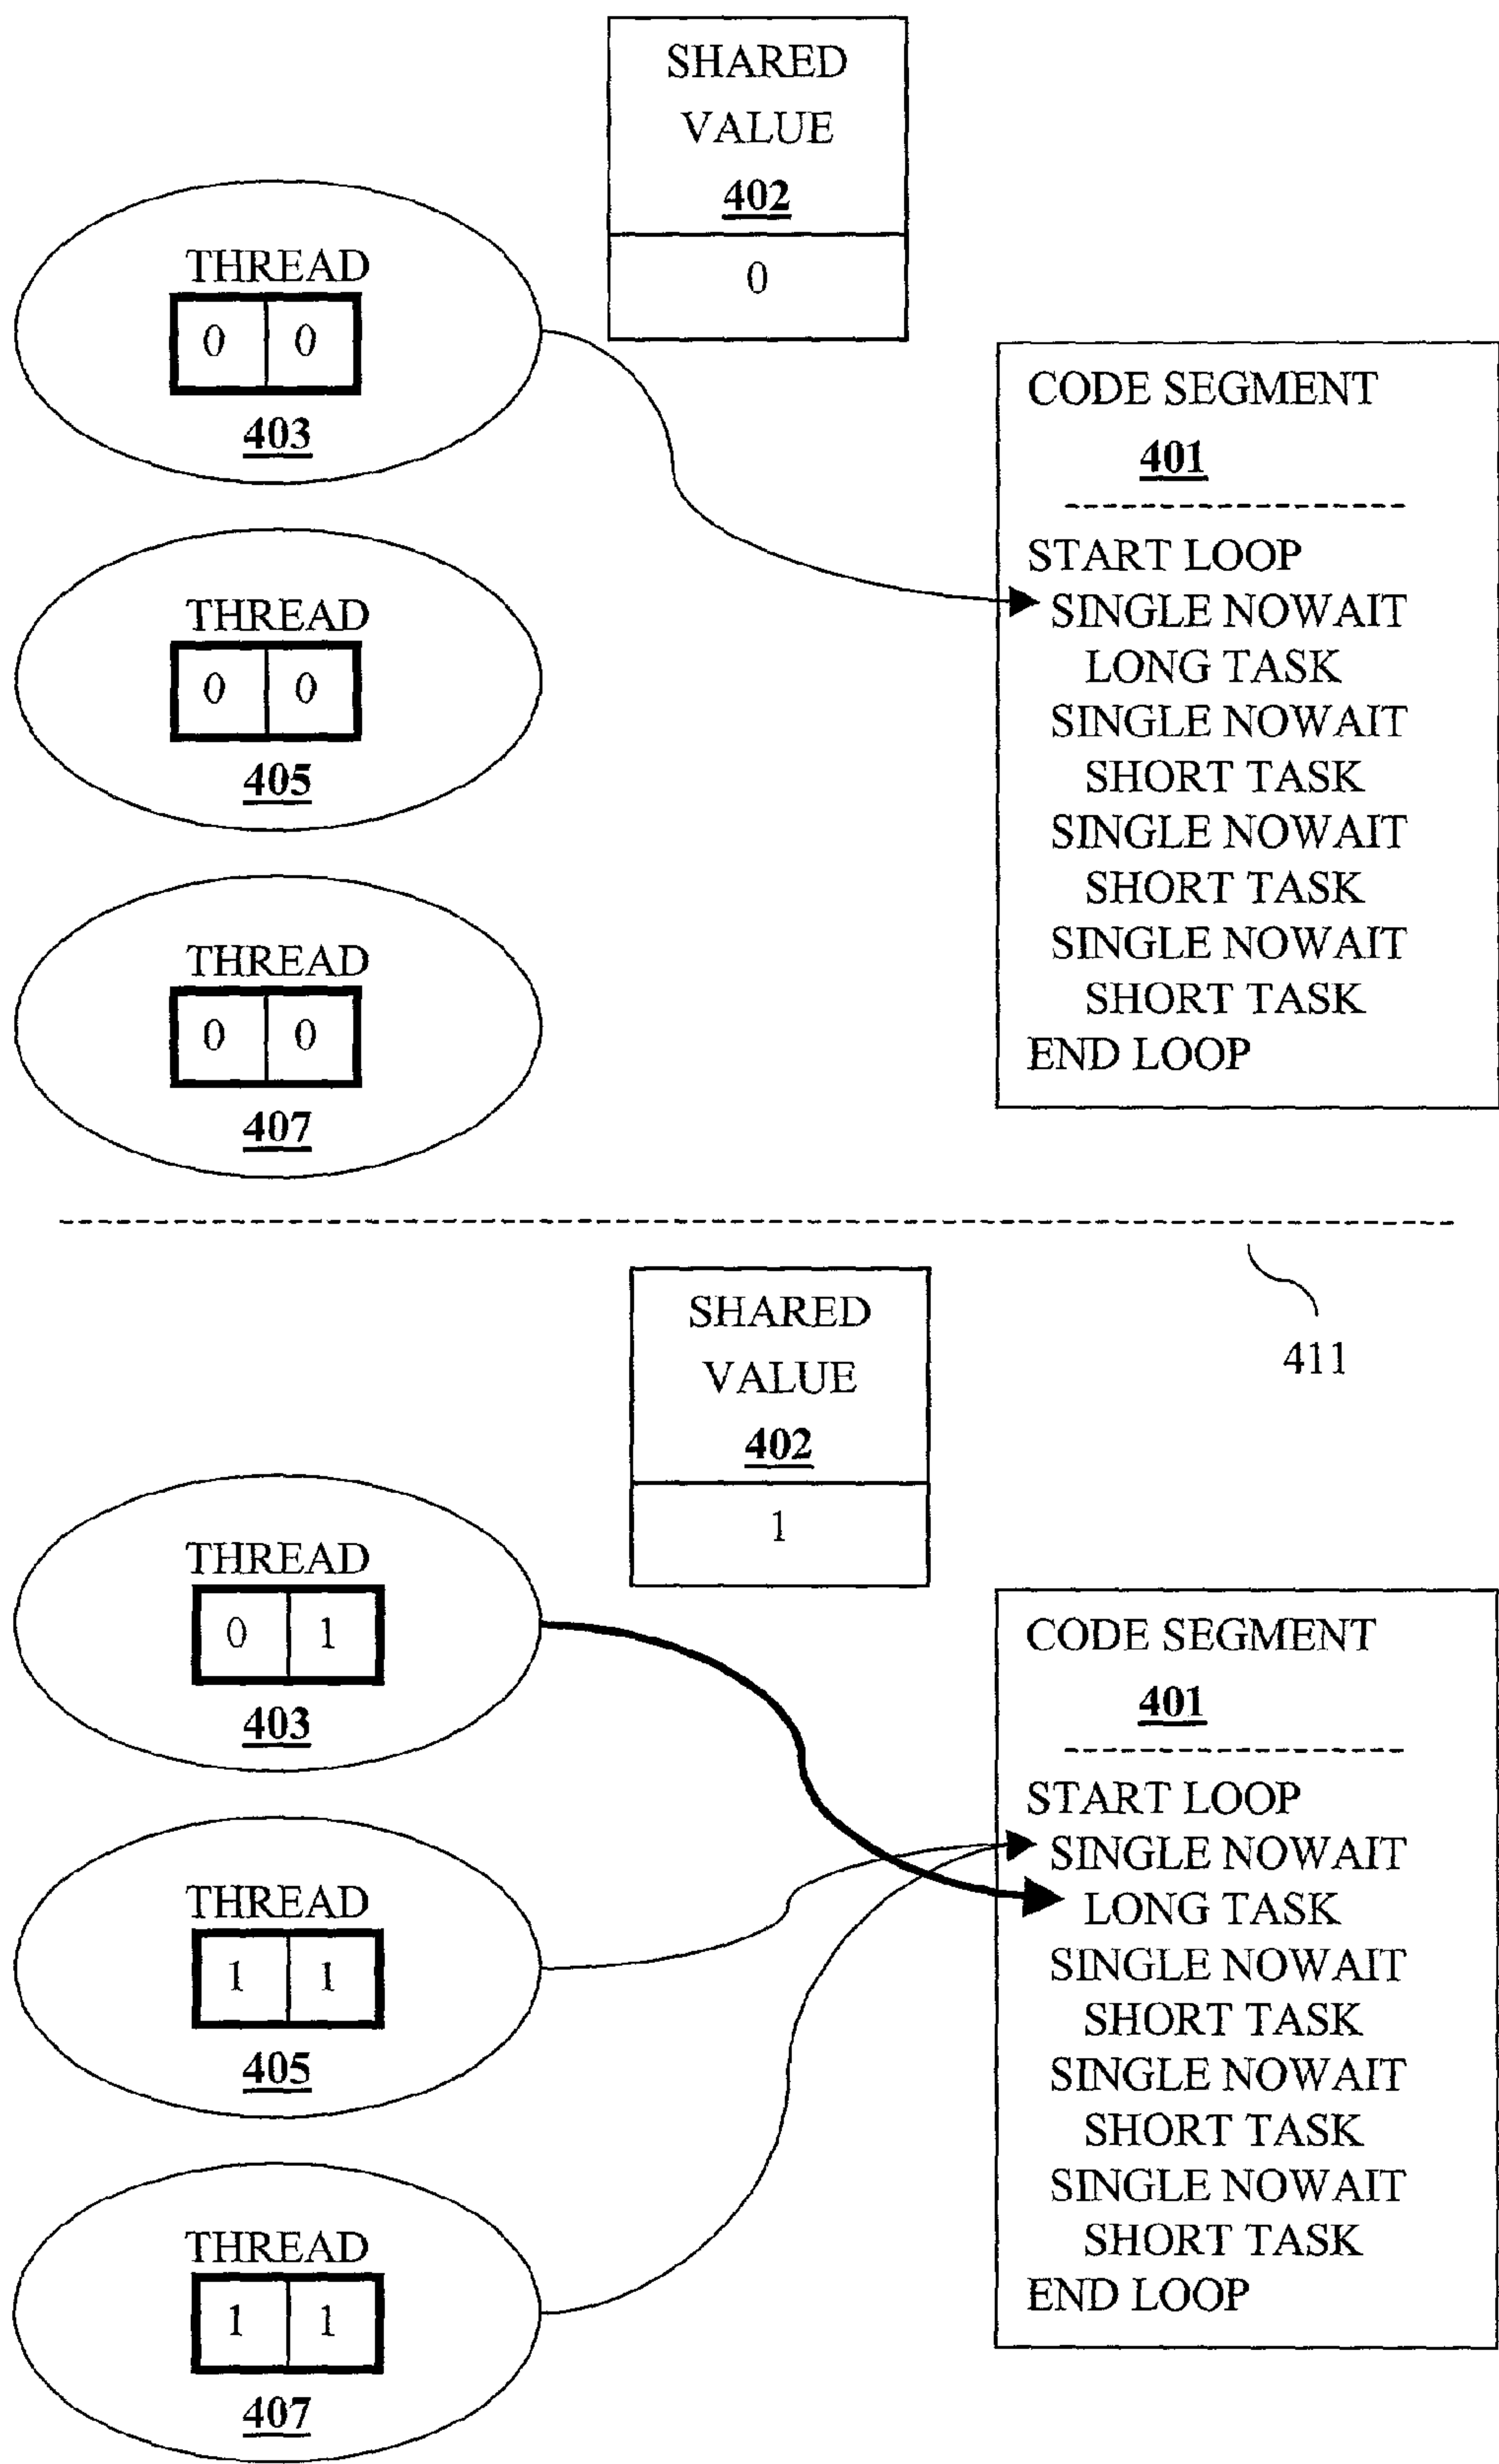 SHARED
VALUE
402
0
THREAD
0 0
403
THREAD
0 0
405
THREAD
0 0
407
CODE SEGMENT
401
START LOOP
SINGLE NOWAIT
LONG TASK
SINGLE NOWAIT
SHORT TASK
SINGLE NOWAIT
SHORT TASK
SINGLE NOWAIT
SHORT TASK
END LOOP
411
SHARED
VALUE
402
1
THREAD
0 1
403
THREAD
1 1
405
THREAD
1 1
407
CODE SEGMENT
401
START LOOP
SINGLE NOWAIT
LONG TASK
SINGLE NOWAIT
SHORT TASK
SINGLE NOWAIT
SHORT TASK
SINGLE NOWAIT
SHORT TASK
END LOOP